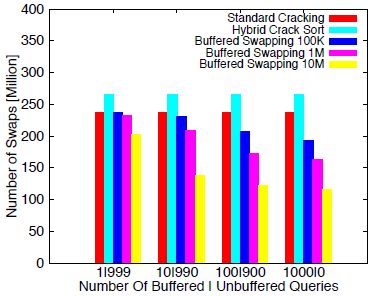 400
350
300
250
200
150
100
50
0
Number of Swaps [Million]
Standard Cracking
Hybrid Crack Sort
Buffered Swapping 100K
Buffered Swapping 1M
Buffered Swapping 10M
1|999 10|990 100|900 1000|0
Number Of Buffered | Unbuffered Queries